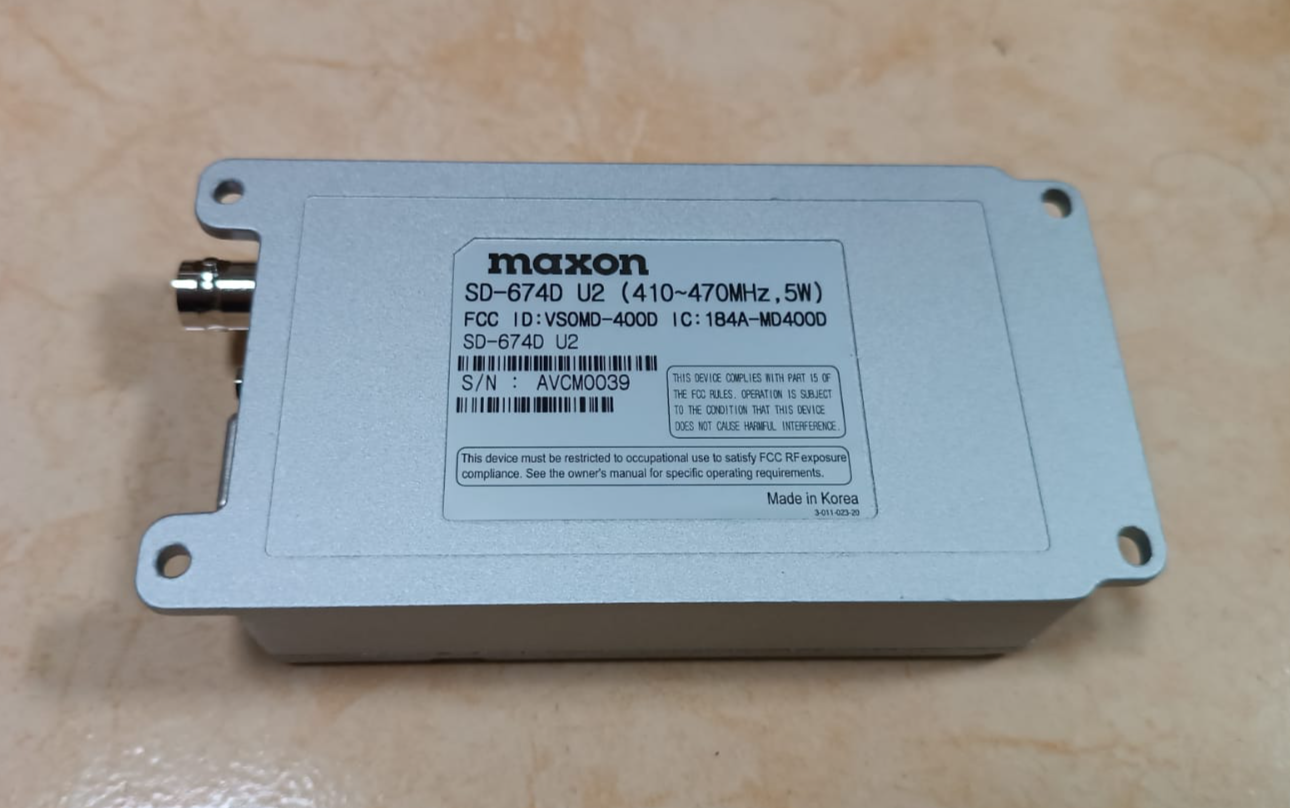 maxon
SD-674D U2 (410~470MHz,5W)
FCC ID:VS0MD-400D IC:184A-MD400D
SD-674D U2
S/N : AVCM0039
THIS DEVICE COMPLIES WITH PART 15 OF
THE FCC RULES. OPERATION IS SUBJECT
TO THE CONDITION THAT THIS DEVICE
DOES NOT CAUSE HARMFUL INTERFERENCE.
This device must be restricted to occupational use to satisfy FCC RF exposure
compliance. See the owner's manual for specific operating requirements.
Made in Korea
3-011-023-20